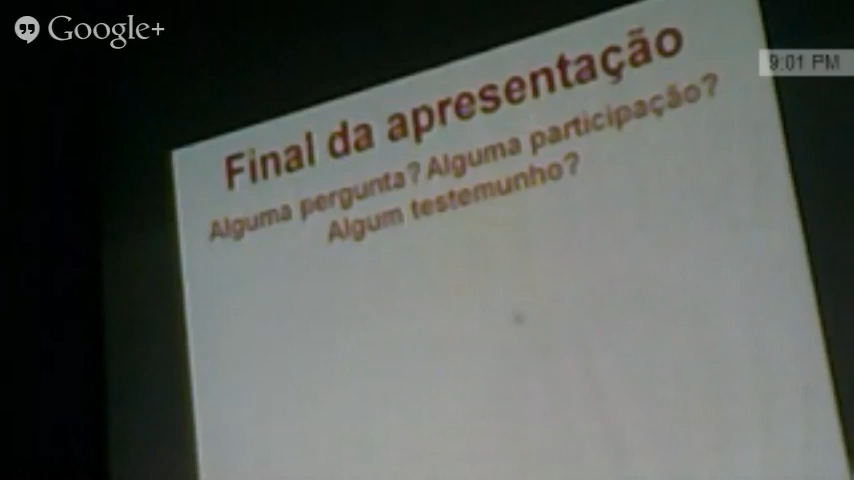 Google+
9:01 PM
Final da apresentação
Alguma pergunta? Alguma participação?
Algum testemunho?